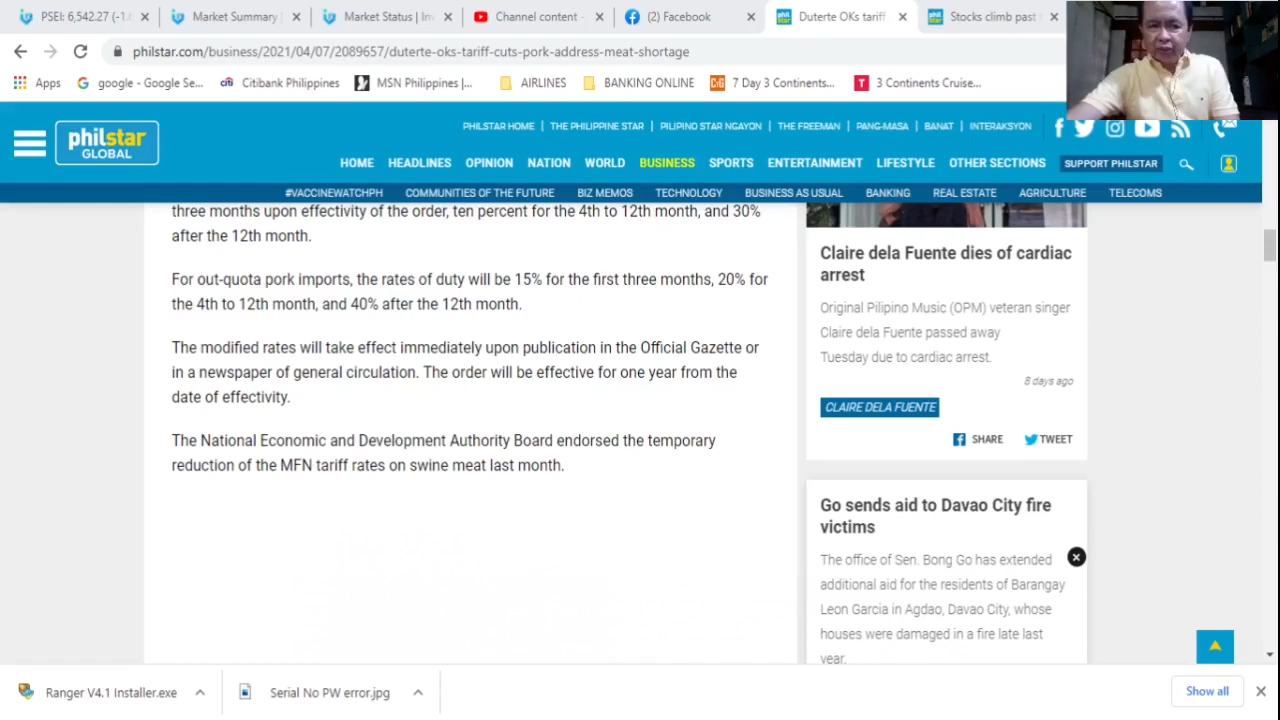 PSEI: 6,542.27 (-1.
Market Summary |
Market Status | In
Channel content -
(2) Facebook
Duterte OKs tariff
Stocks climb past
philstar.com/business/2021/04/07/2089657/duterte-oks-tariff-cuts-pork-address-meat-shortage
Apps
google - Google Se...
Citibank Philippines
MSN Philippines |...
AIRLINES
BANKING ONLINE
7 Day 3 Continents...
3 Continents Cruise...
philstar
GLOBAL
PHILSTAR HOME | THE PHILIPPINE STAR | PILIPINO STAR NGAYON | THE FREEMAN | PANG-MASA | BANAT | INTERAKSYON
HOME HEADLINES OPINION NATION WORLD BUSINESS SPORTS ENTERTAINMENT LIFESTYLE OTHER SECTIONS SUPPORT PHILSTAR
#VACCINEWATCHPH COMMUNITIES OF THE FUTURE BIZ MEMOS TECHNOLOGY BUSINESS AS USUAL BANKING REAL ESTATE AGRICULTURE TELECOMS
three months upon effectivity of the order, ten percent for the 4th to 12th month, and 30%
after the 12th month.
For out-quota pork imports, the rates of duty will be 15% for the first three months, 20% for
the 4th to 12th month, and 40% after the 12th month.
The modified rates will take effect immediately upon publication in the Official Gazette or
in a newspaper of general circulation. The order will be effective for one year from the
date of effectivity.
The National Economic and Development Authority Board endorsed the temporary
reduction of the MFN tariff rates on swine meat last month.
Claire dela Fuente dies of cardiac
arrest
Original Pilipino Music (OPM) veteran singer
Claire dela Fuente passed away
Tuesday due to cardiac arrest.
8 days ago
CLAIRE DELA FUENTE
SHARE TWEET
Go sends aid to Davao City fire
victims
The office of Sen. Bong Go has extended
additional aid for the residents of Barangay
Leon Garcia in Agdao, Davao City, whose
houses were damaged in a fire late last
year.
Ranger V4.1 Installer.exe
Serial No PW error.jpg
Show all